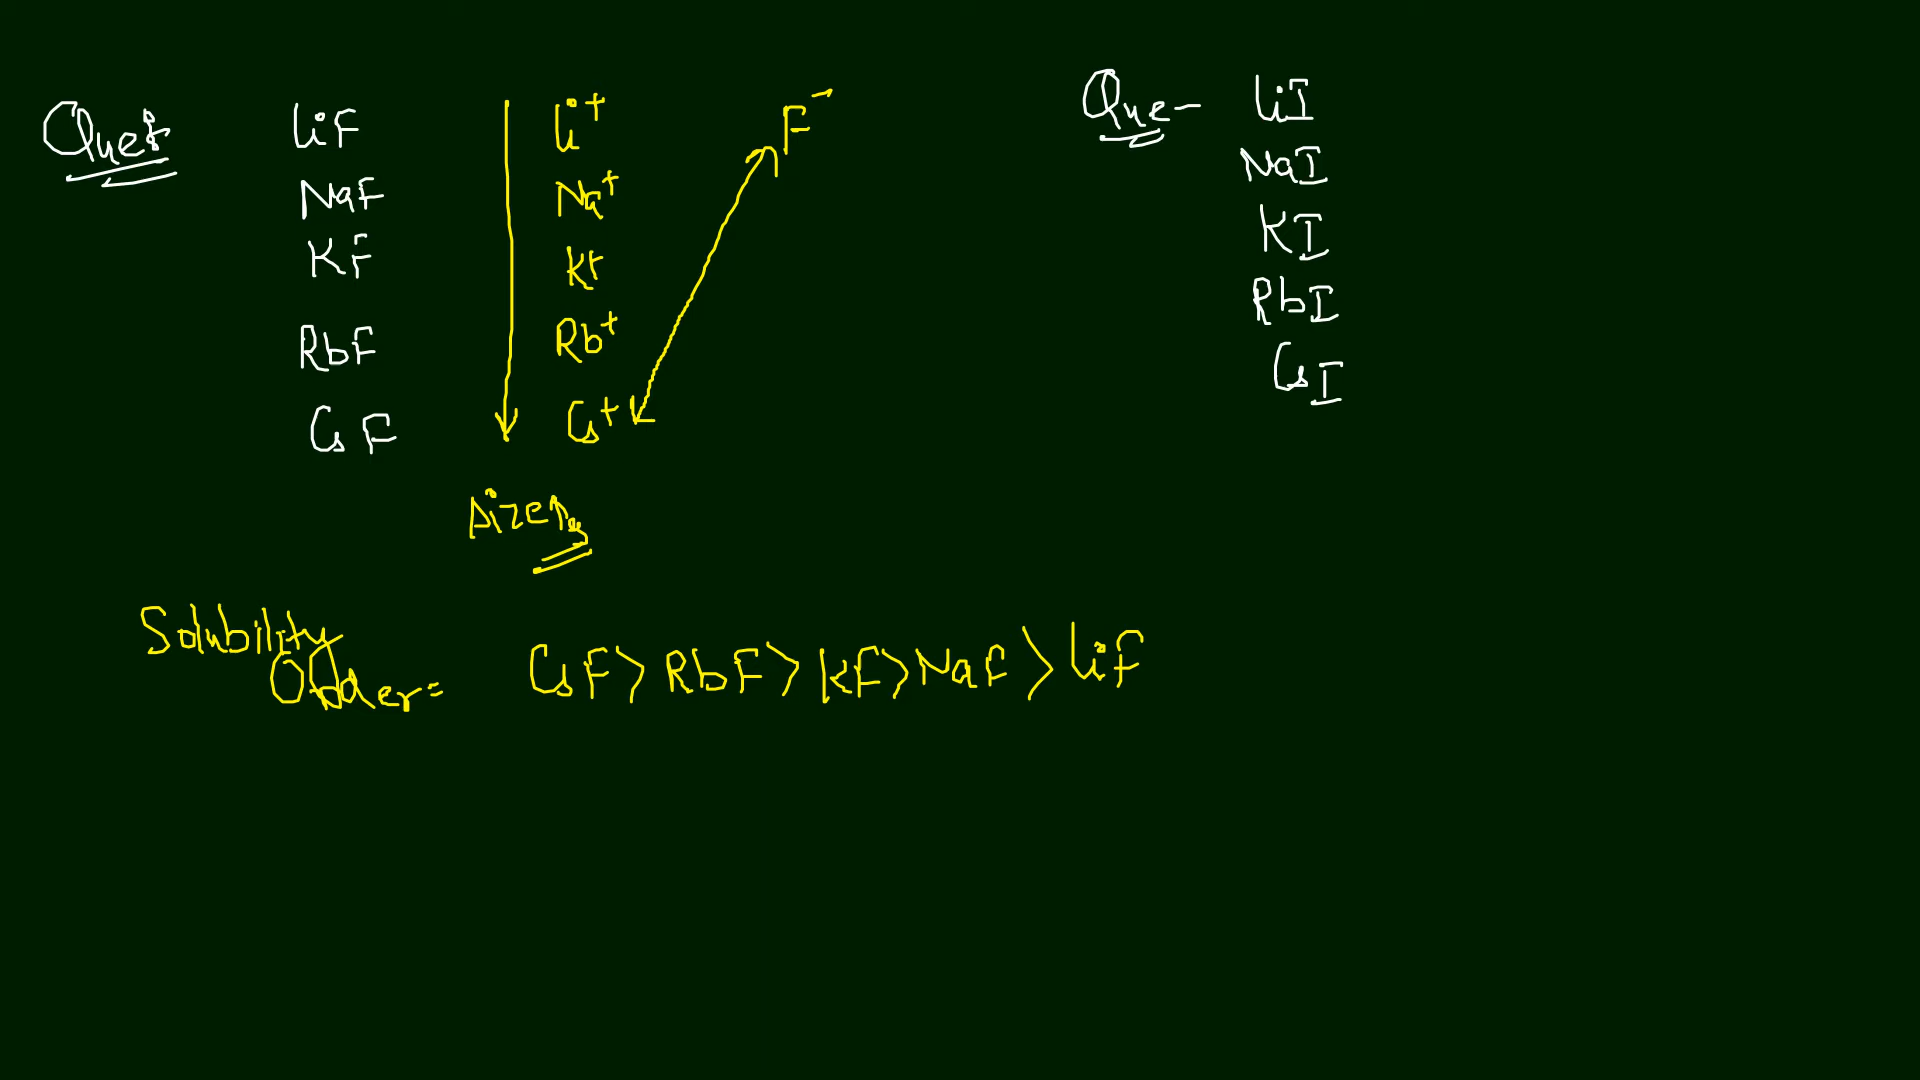 Ques
LiF
NaF
KF
RbF
CsF
Li+
Na+
K+
Rb+
Cs+
F-
Size↑
Que- LiI
NaI
KI
RbI
CsI
Solubility
Order= CsF > RbF > KF > NaF > LiF